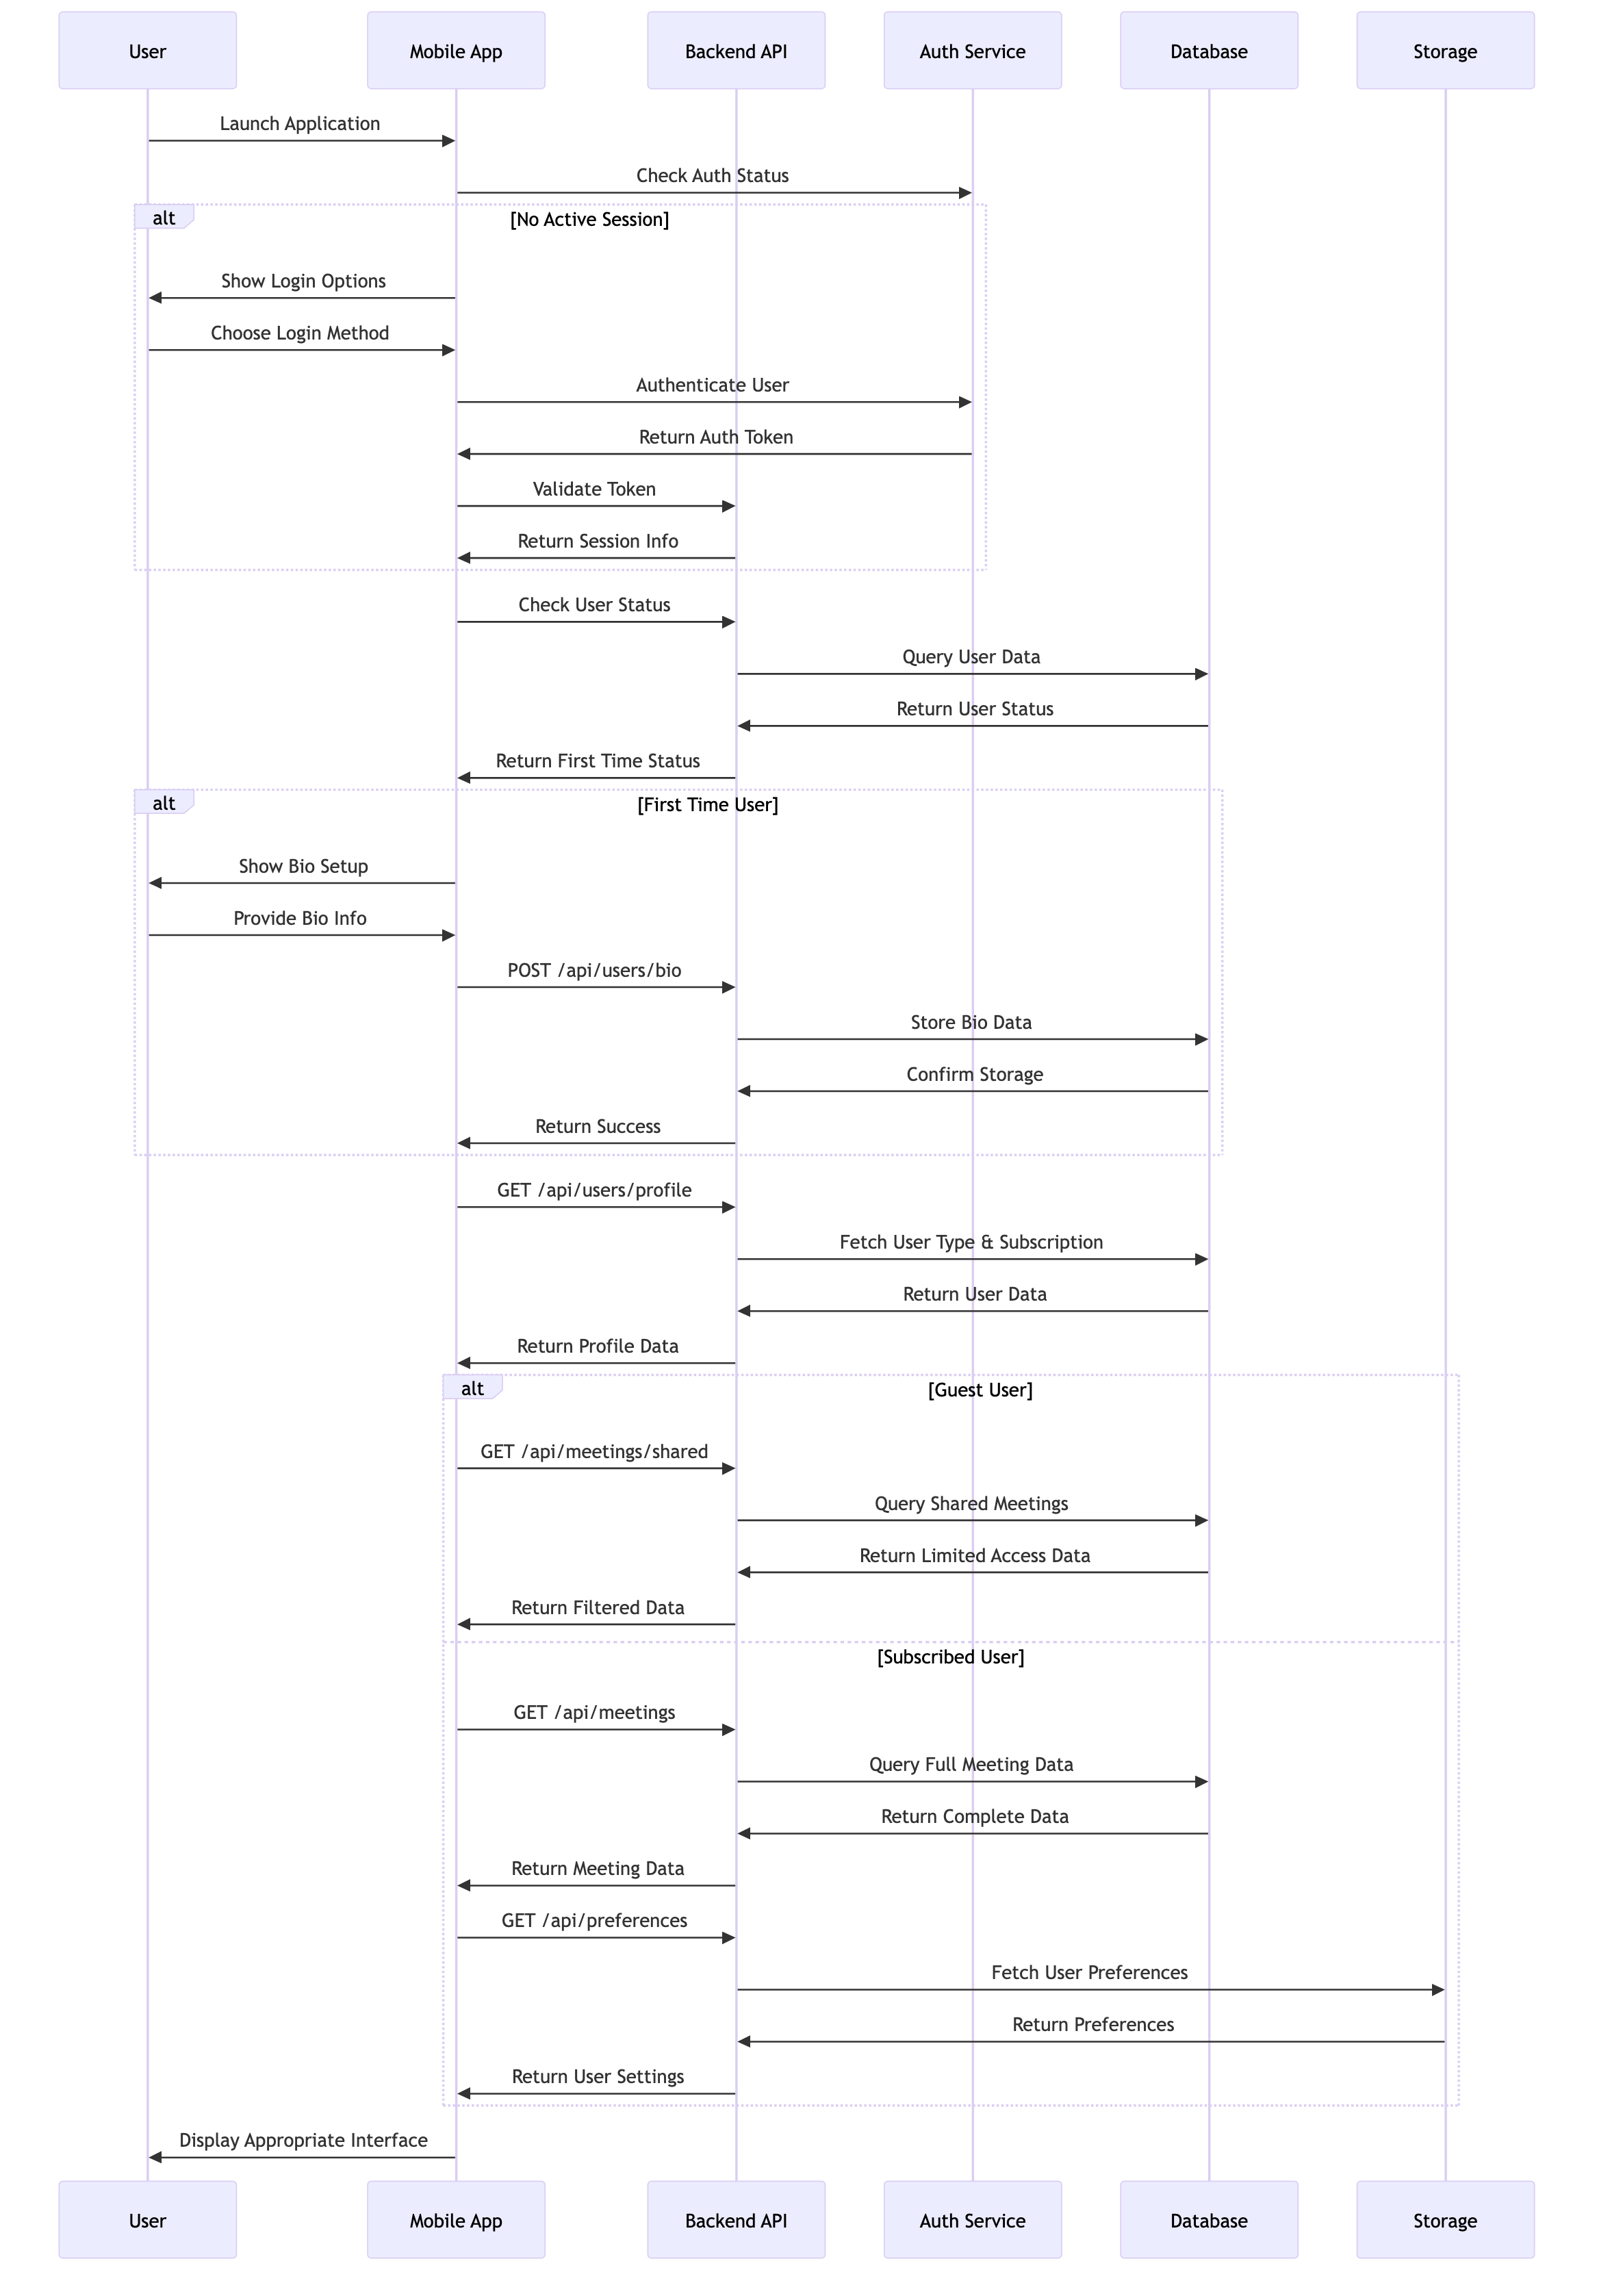 User
Mobile App
Backend API
Auth Service
Database
Storage
Launch Application
Check Auth Status
alt
[No Active Session]
Show Login Options
Choose Login Method
Authenticate User
Return Auth Token
Validate Token
Return Session Info
Check User Status
Query User Data
Return User Status
Return First Time Status
alt
[First Time User]
Show Bio Setup
Provide Bio Info
POST /api/users/bio
Store Bio Data
Confirm Storage
Return Success
GET /api/users/profile
Fetch User Type & Subscription
Return User Data
Return Profile Data
alt
[Guest User]
GET /api/meetings/shared
Query Shared Meetings
Return Limited Access Data
Return Filtered Data
[Subscribed User]
GET /api/meetings
Query Full Meeting Data
Return Complete Data
Return Meeting Data
GET /api/preferences
Fetch User Preferences
Return Preferences
Return User Settings
Display Appropriate Interface
User
Mobile App
Backend API
Auth Service
Database
Storage